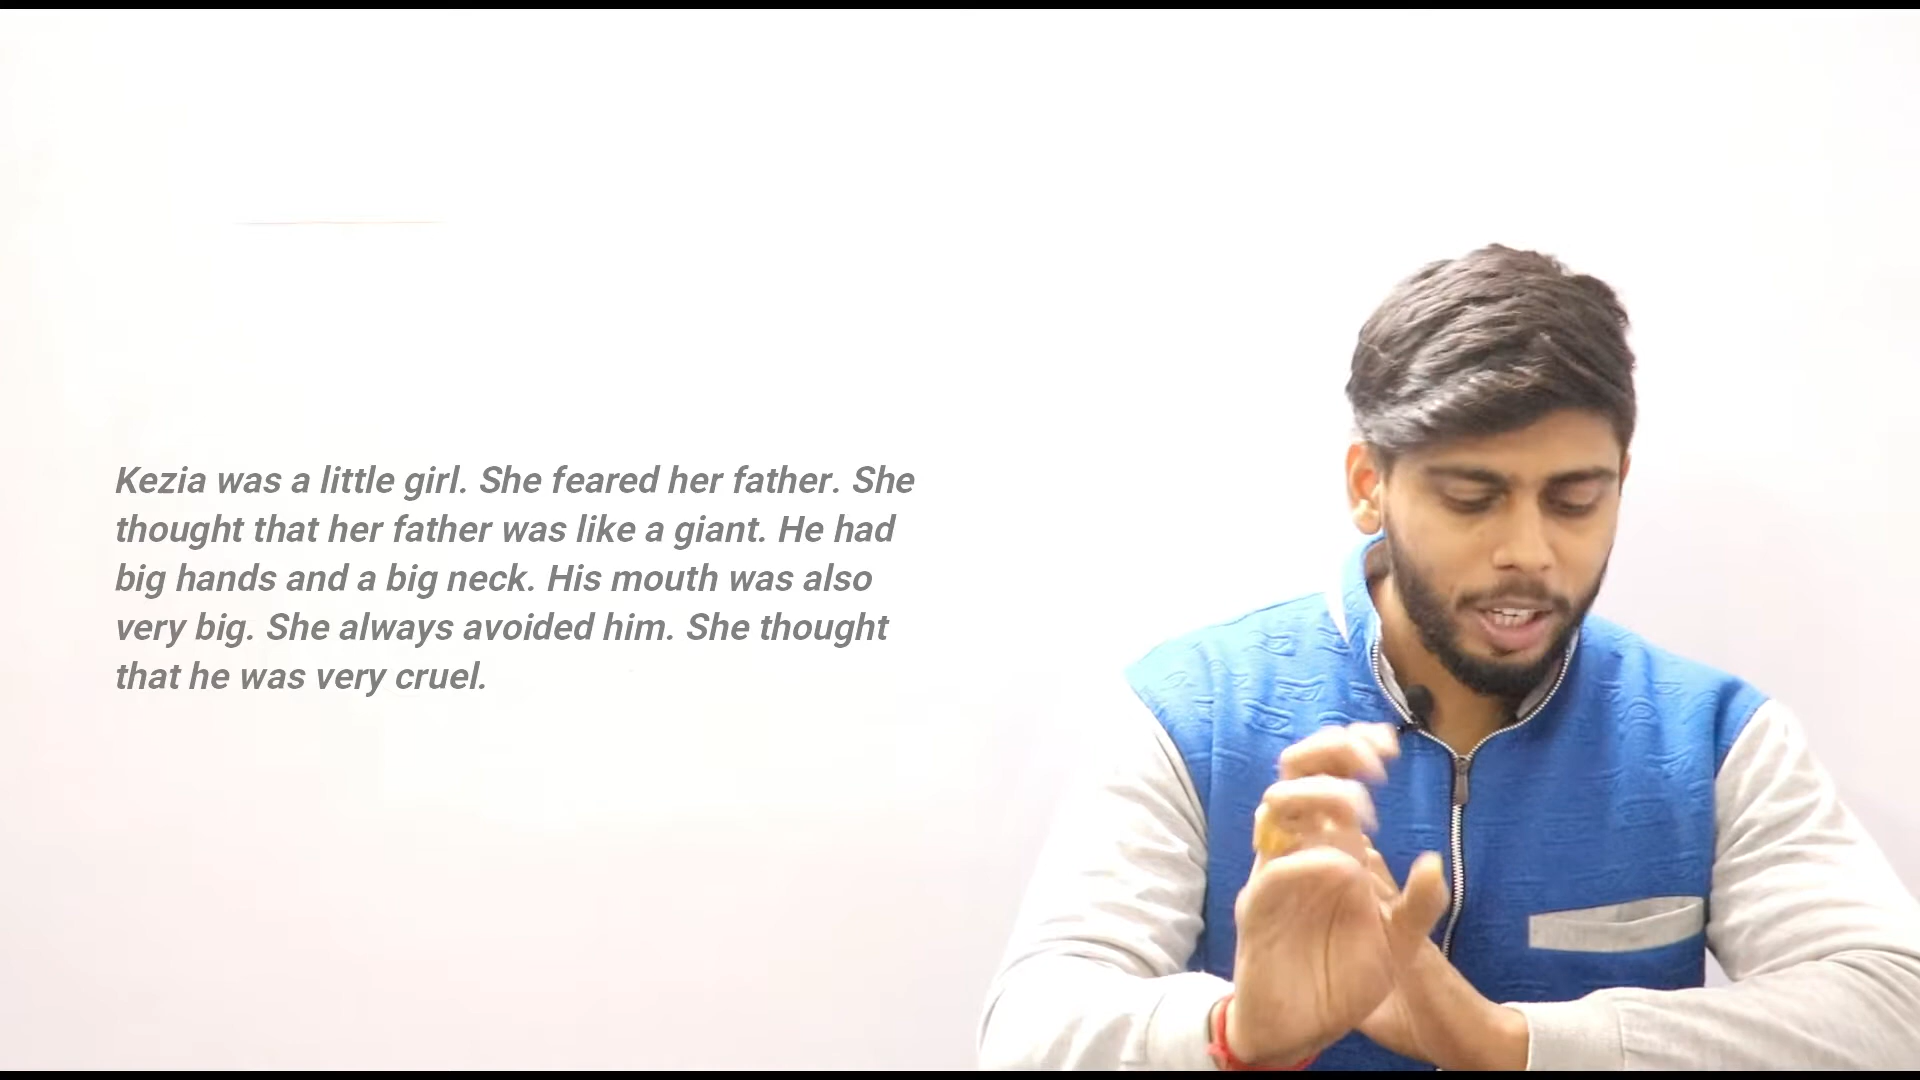 Kezia was a little girl. She feared her father. She
thought that her father was like a giant. He had
big hands and a big neck. His mouth was also
very big. She always avoided him. She thought
that he was very cruel.